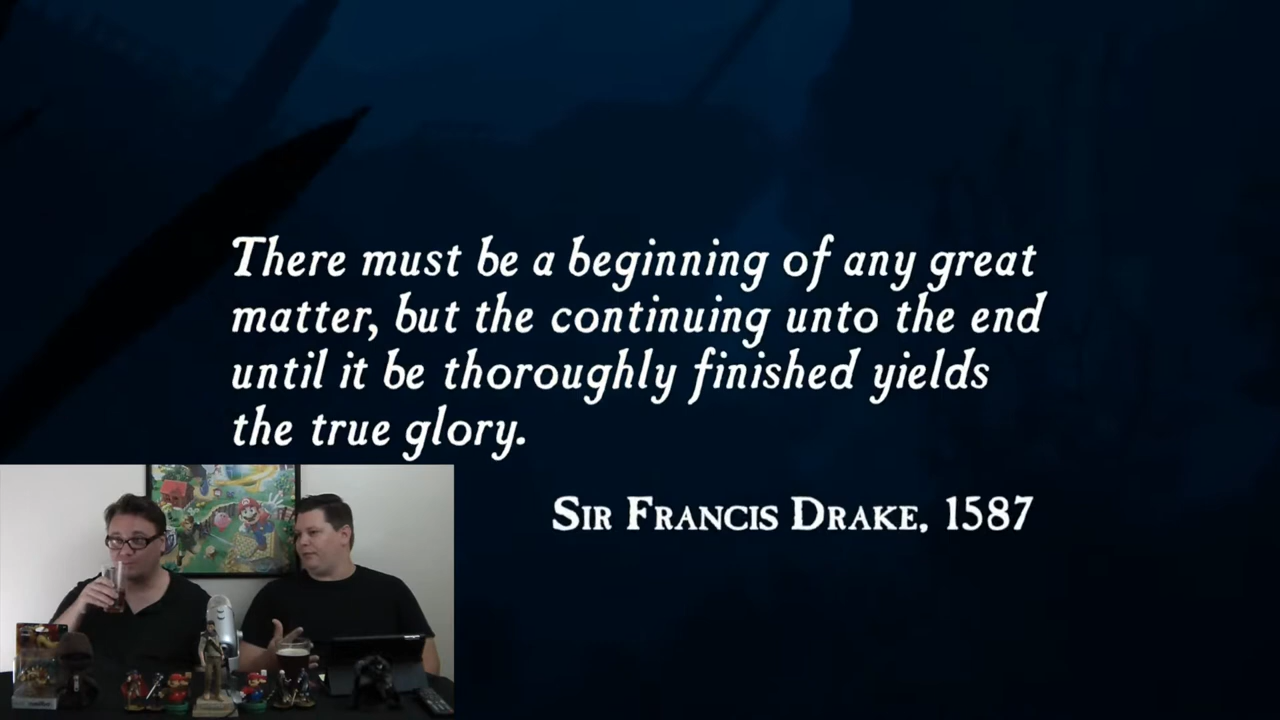 There must be a beginning of any great
matter, but the continuing unto the end
until it be thoroughly finished yields
the true glory.
Sir Francis Drake, 1587